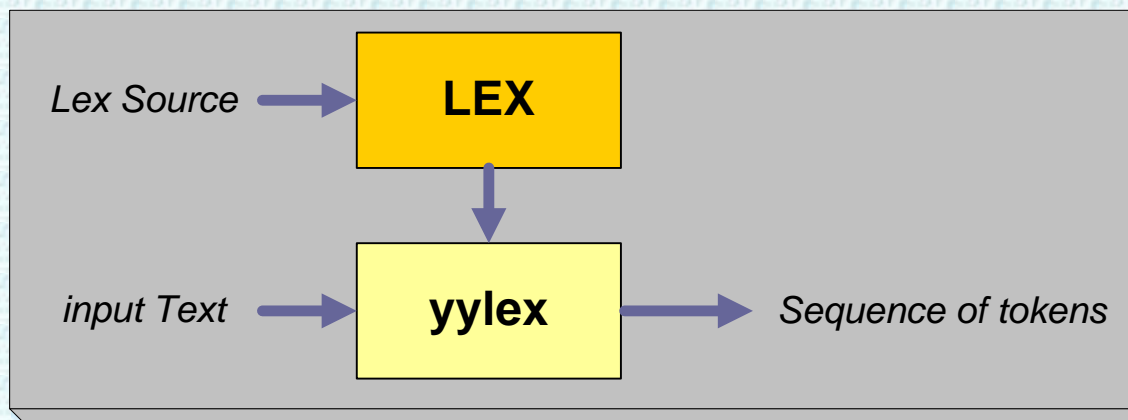 Lex Source
LEX
input Text
yylex
Sequence of tokens